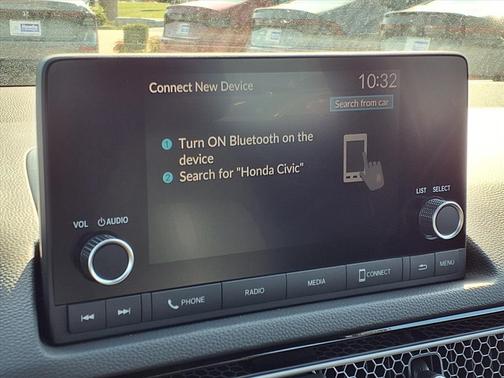 Connect New Device
10:32
Search from car
1 Turn ON Bluetooth on the
device
2 Search for "Honda Civic"
VOL AUDIO
LIST SELECT
PHONE
RADIO
MEDIA
CONNECT
MENU